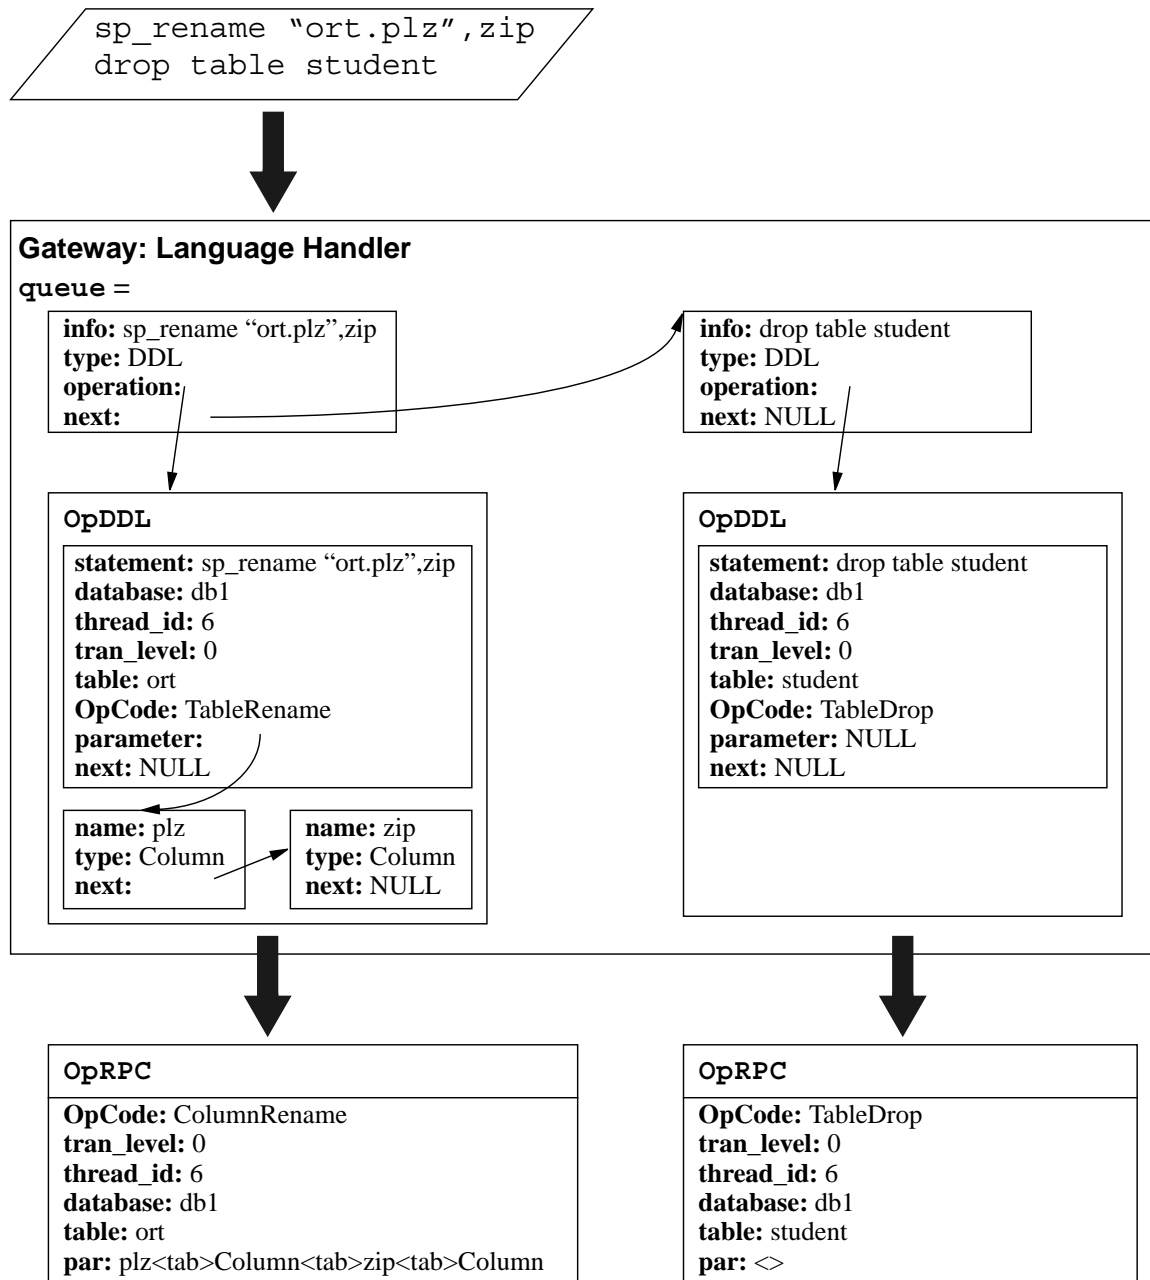 sp_rename “ort.plz”,zip
drop table student
Gateway: Language Handler
queue =
info: sp_rename “ort.plz”,zip
type: DDL
operation:
next:
info: drop table student
type: DDL
operation:
next: NULL
OpDDL
statement: sp_rename “ort.plz”,zip
database: db1
thread_id: 6
tran_level: 0
table: ort
OpCode: TableRename
parameter:
next: NULL
name: plz
type: Column
next:
name: zip
type: Column
next: NULL
OpDDL
statement: drop table student
database: db1
thread_id: 6
tran_level: 0
table: student
OpCode: TableDrop
parameter: NULL
next: NULL
OpRPC
OpCode: ColumnRename
tran_level: 0
thread_id: 6
database: db1
table: ort
par: plz<tab>Column<tab>zip<tab>Column
OpRPC
OpCode: TableDrop
tran_level: 0
thread_id: 6
database: db1
table: student
par: <>